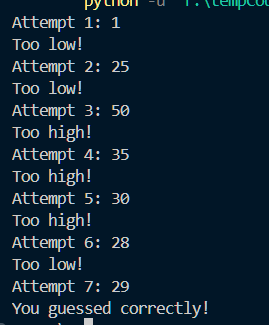 python -u "F:\tempCod
Attempt 1: 1
Too low!
Attempt 2: 25
Too low!
Attempt 3: 50
Too high!
Attempt 4: 35
Too high!
Attempt 5: 30
Too high!
Attempt 6: 28
Too low!
Attempt 7: 29
You guessed correctly!